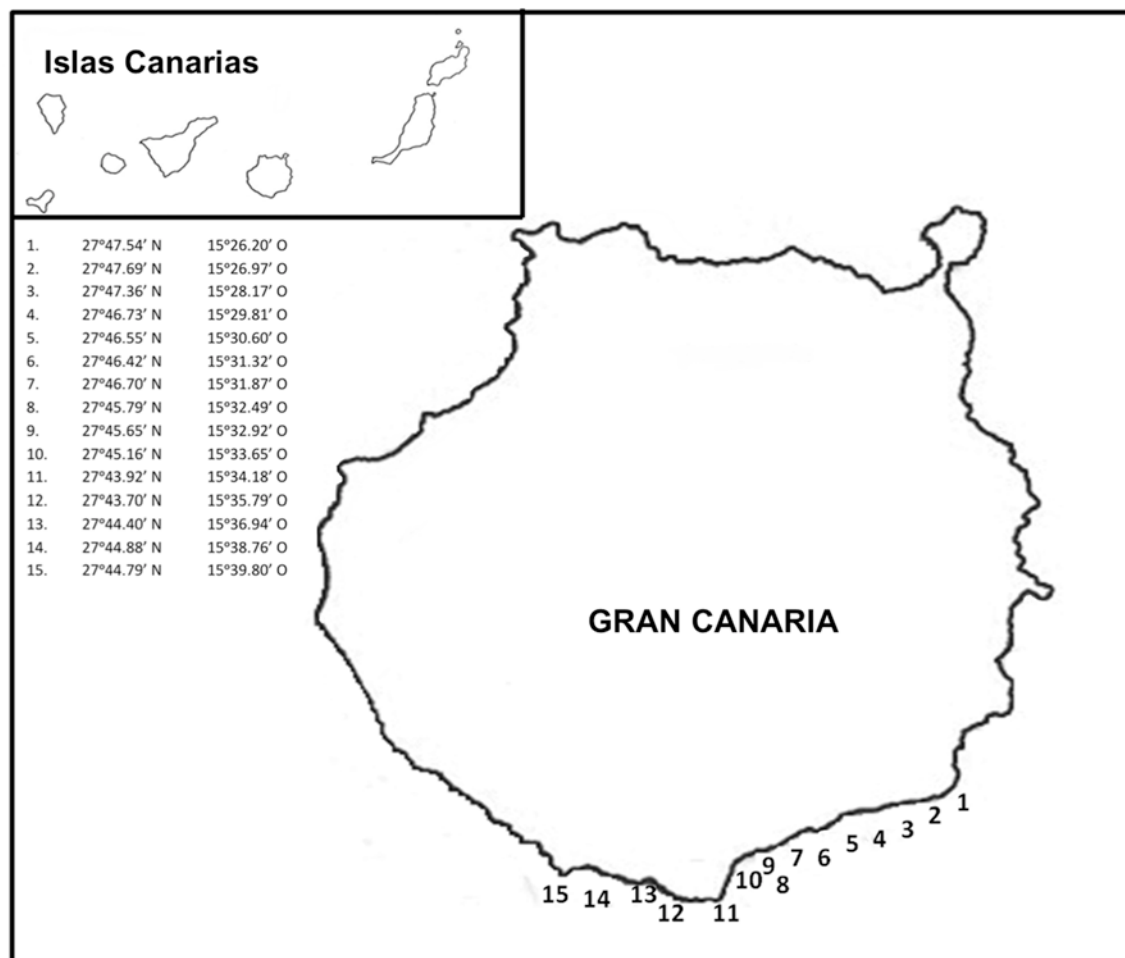 Islas Canarias
1. 27°47.54’ N 15°26.20’ O
2. 27°47.69’ N 15°26.97’ O
3. 27°47.36’ N 15°28.17’ O
4. 27°46.73’ N 15°29.81’ O
5. 27°46.55’ N 15°30.60’ O
6. 27°46.42’ N 15°31.32’ O
7. 27°46.70’ N 15°31.87’ O
8. 27°45.79’ N 15°32.49’ O
9. 27°45.65’ N 15°32.92’ O
10. 27°45.16’ N 15°33.65’ O
11. 27°43.92’ N 15°34.18’ O
12. 27°43.70’ N 15°35.79’ O
13. 27°44.40’ N 15°36.94’ O
14. 27°44.88’ N 15°38.76’ O
15. 27°44.79’ N 15°39.80’ O
GRAN CANARIA
1
2
3
4
5
6
7
8
9
10
11
12
13
14
15